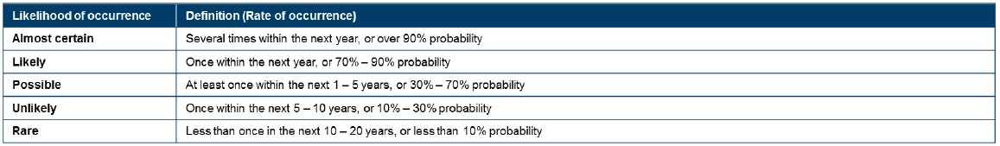 Likelihood of occurrence Definition (Rate of occurrence)
Almost certain Several times within the next year, or over 90% probability
Likely Once within the next year, or 70% – 90% probability
Possible At least once within the next 1 – 5 years, or 30% – 70% probability
Unlikely Once within the next 5 – 10 years, or 10% – 30% probability
Rare Less than once in the next 10 – 20 years, or less than 10% probability